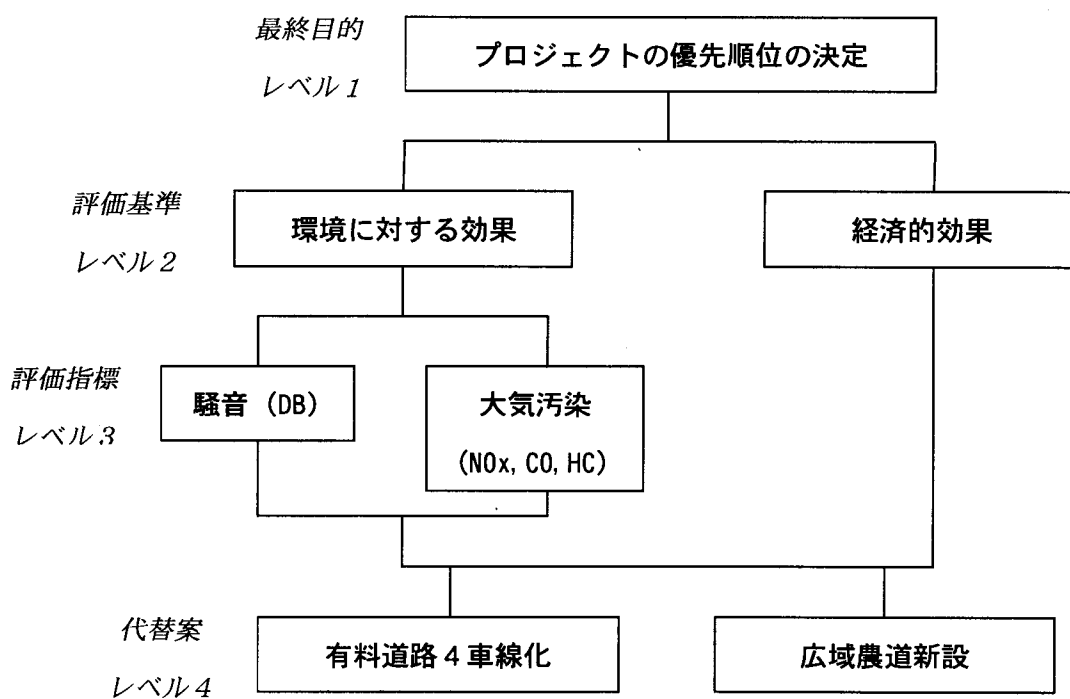 最終目的
レベル1
プロジェクトの優先順位の決定
評価基準
レベル2
環境に対する効果
経済的効果
評価指標
レベル3
騒音 (DB)
大気汚染
(NOx, CO, HC)
代替案
レベル4
有料道路4車線化
広域農道新設